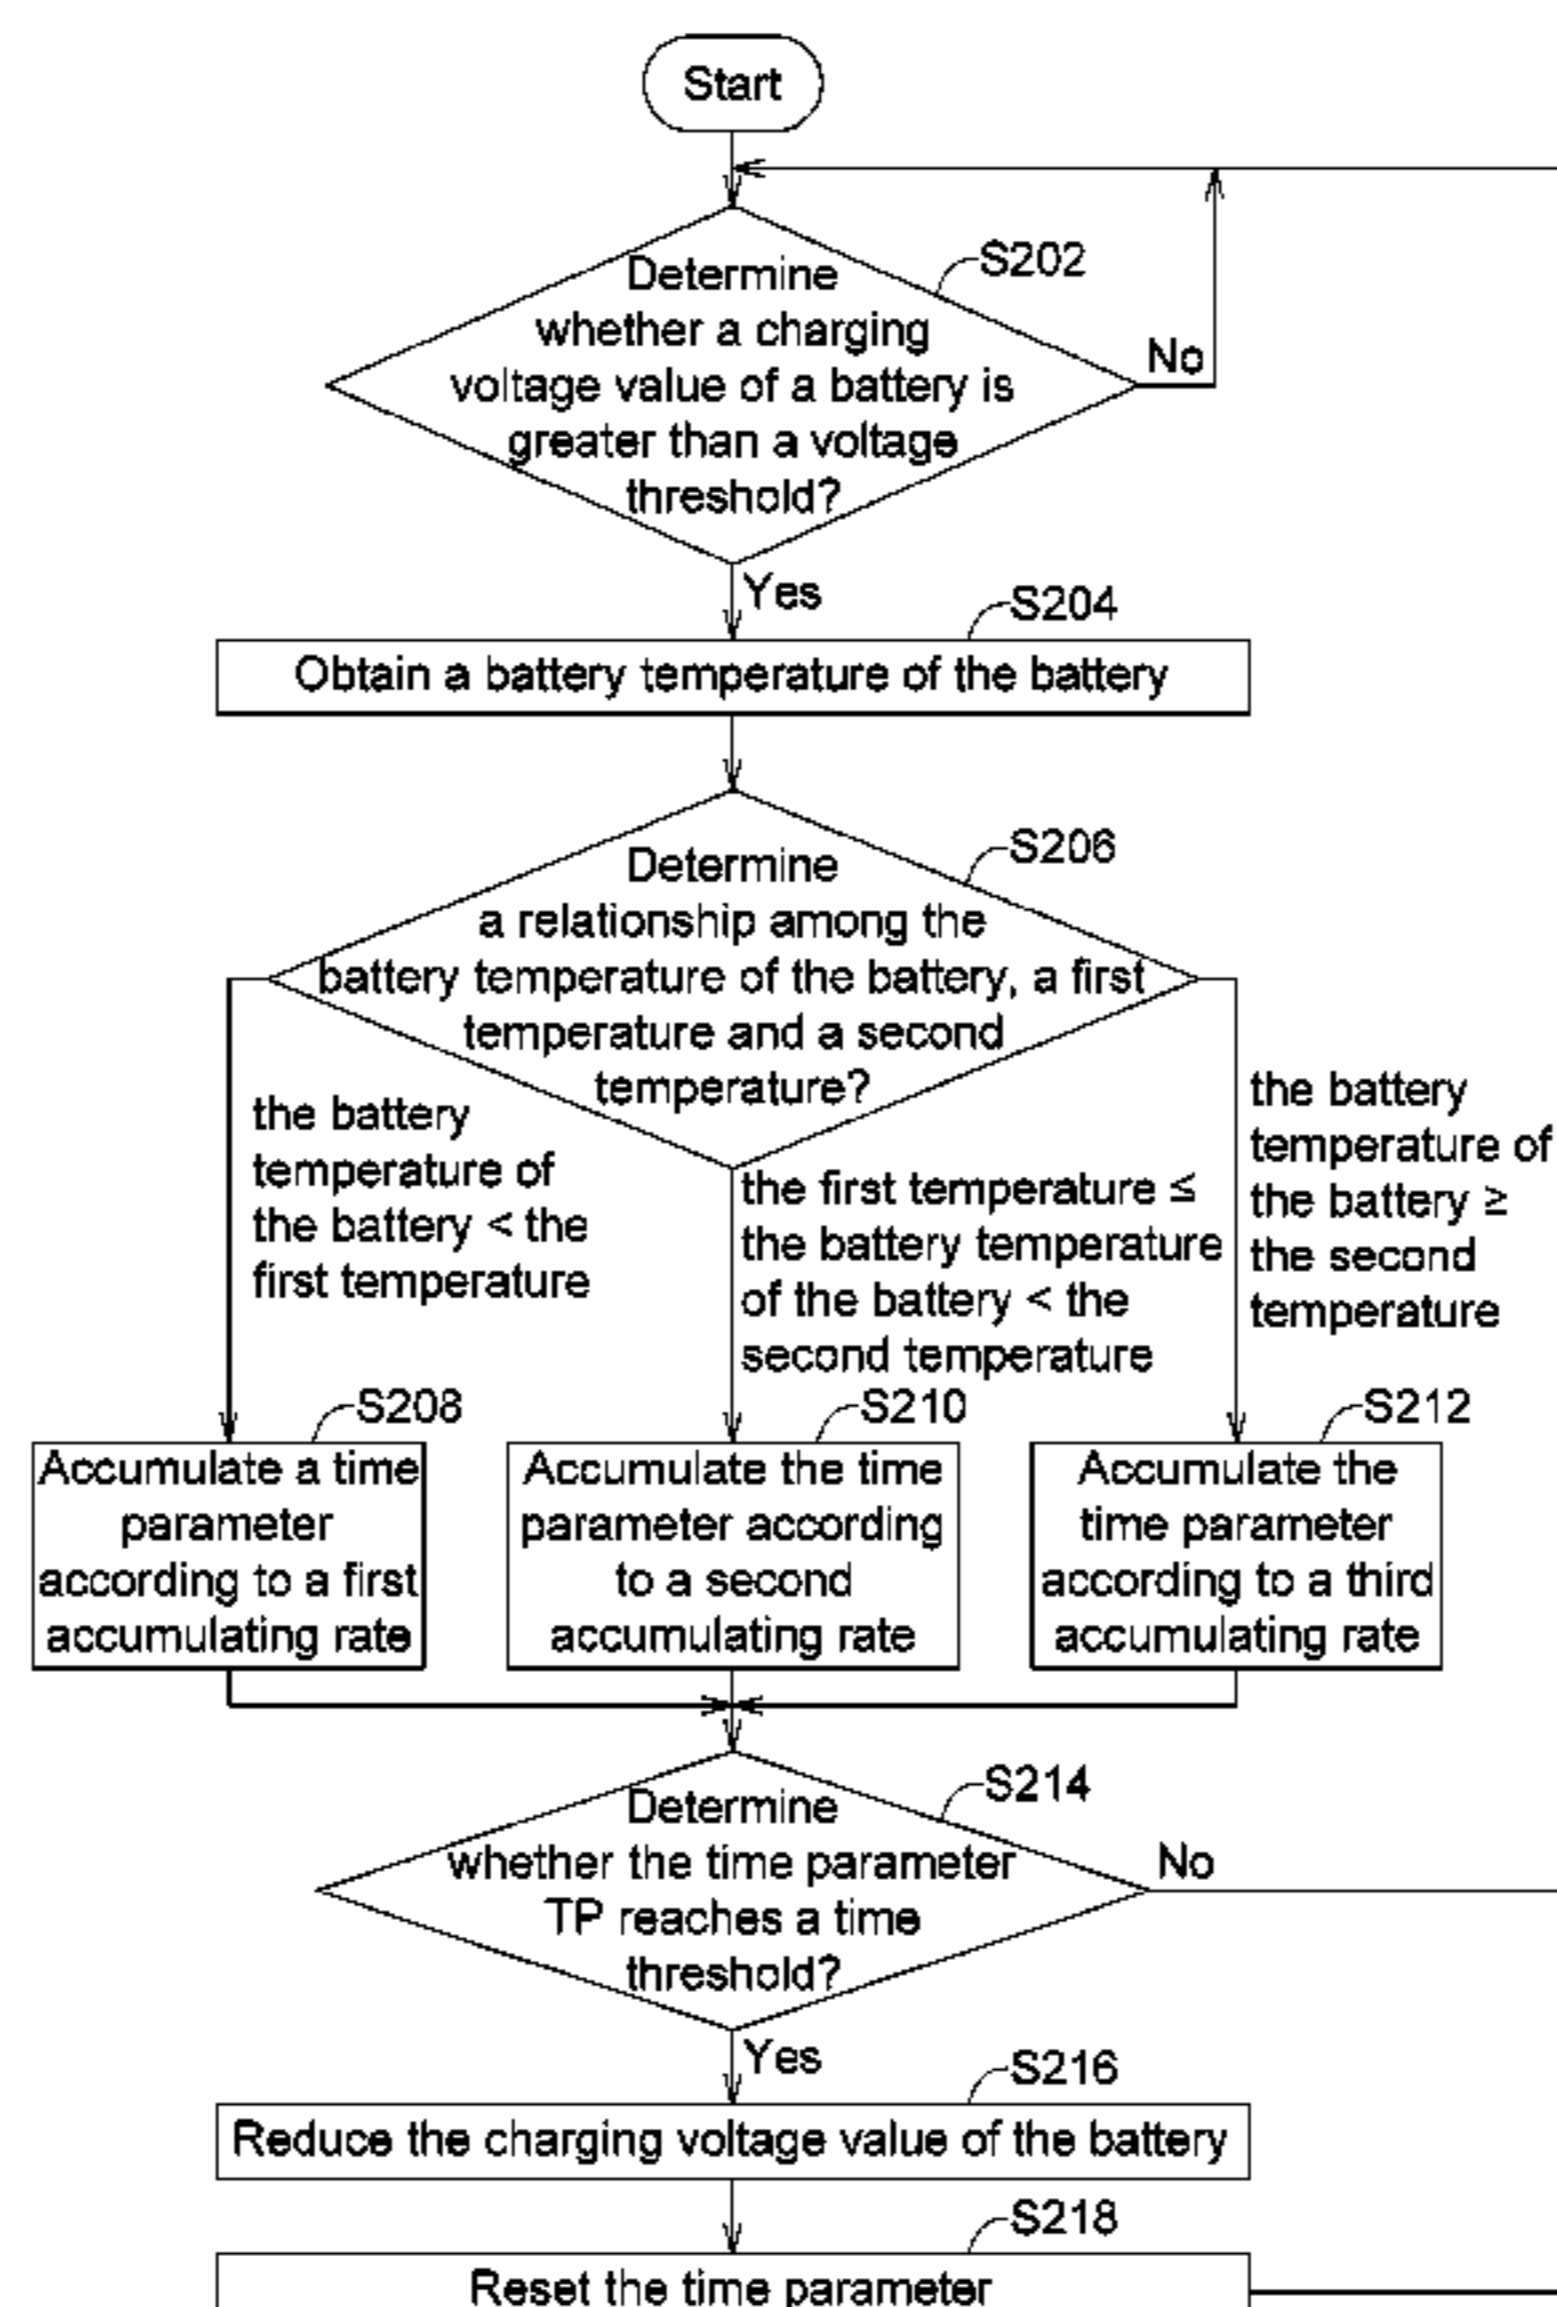 Start
S202
Determine
whether a charging
voltage value of a battery is
greater than a voltage
threshold?
No
Yes
S204
Obtain a battery temperature of the battery
S206
Determine
a relationship among the
battery temperature of the battery, a first
temperature and a second
temperature?
the battery
temperature of
the battery < the
first temperature
the first temperature ≤
the battery temperature
of the battery < the
second temperature
the battery
temperature of
the battery ≥
the second
temperature
S208
Accumulate a time
parameter
according to a first
accumulating rate
S210
Accumulate the time
parameter according
to a second
accumulating rate
S212
Accumulate the
time parameter
according to a third
accumulating rate
S214
Determine
whether the time parameter
TP reaches a time
threshold?
No
Yes
S216
Reduce the charging voltage value of the battery
S218
Reset the time parameter